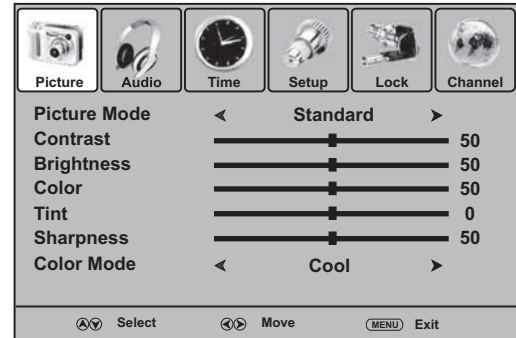 Picture Audio Time Setup Lock Channel
Picture Mode Standard
Contrast 50
Brightness 50
Color 50
Tint 0
Sharpness 50
Color Mode Cool
Select Move MENU Exit